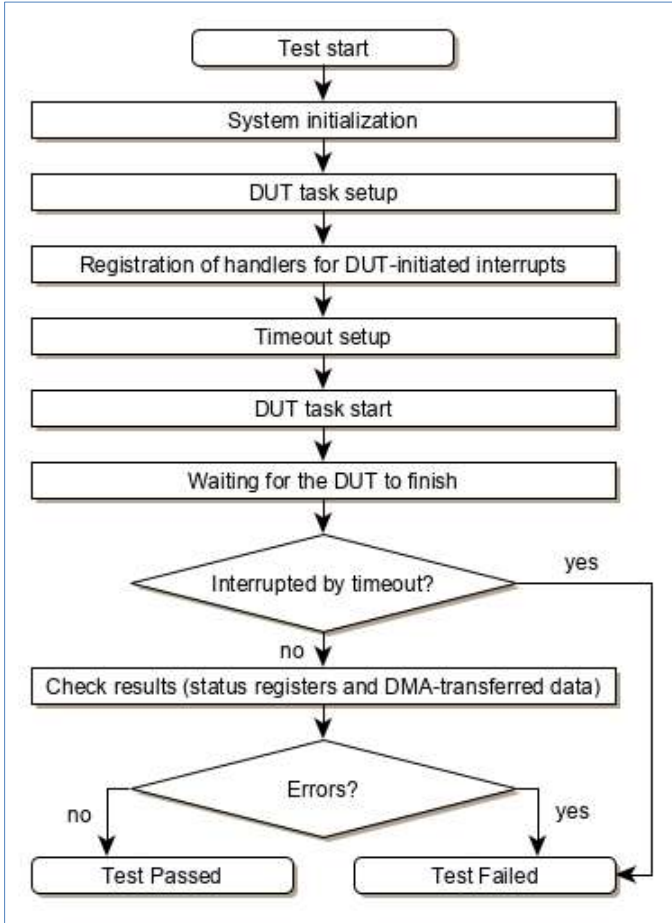 Test start
System initialization
DUT task setup
Registration of handlers for DUT-initiated interrupts
Timeout setup
DUT task start
Waiting for the DUT to finish
Interrupted by timeout?
yes
no
Check results (status registers and DMA-transferred data)
Errors?
no
yes
Test Passed
Test Failed